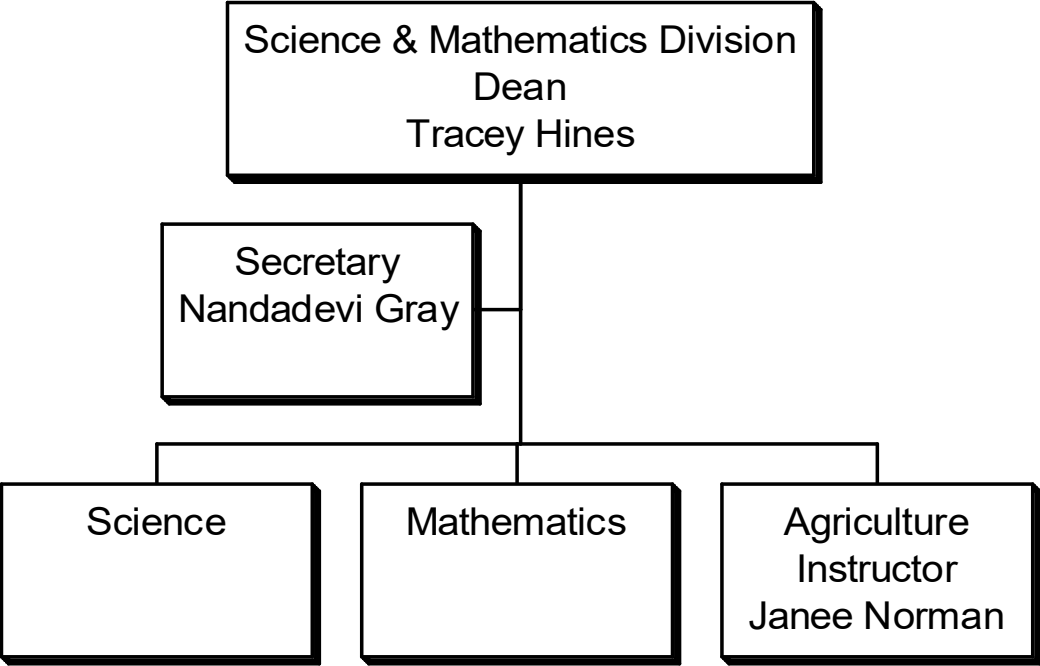 Science & Mathematics Division
Dean
Tracey Hines
Secretary
Nandadevi Gray
Science
Mathematics
Agriculture
Instructor
Janee Norman